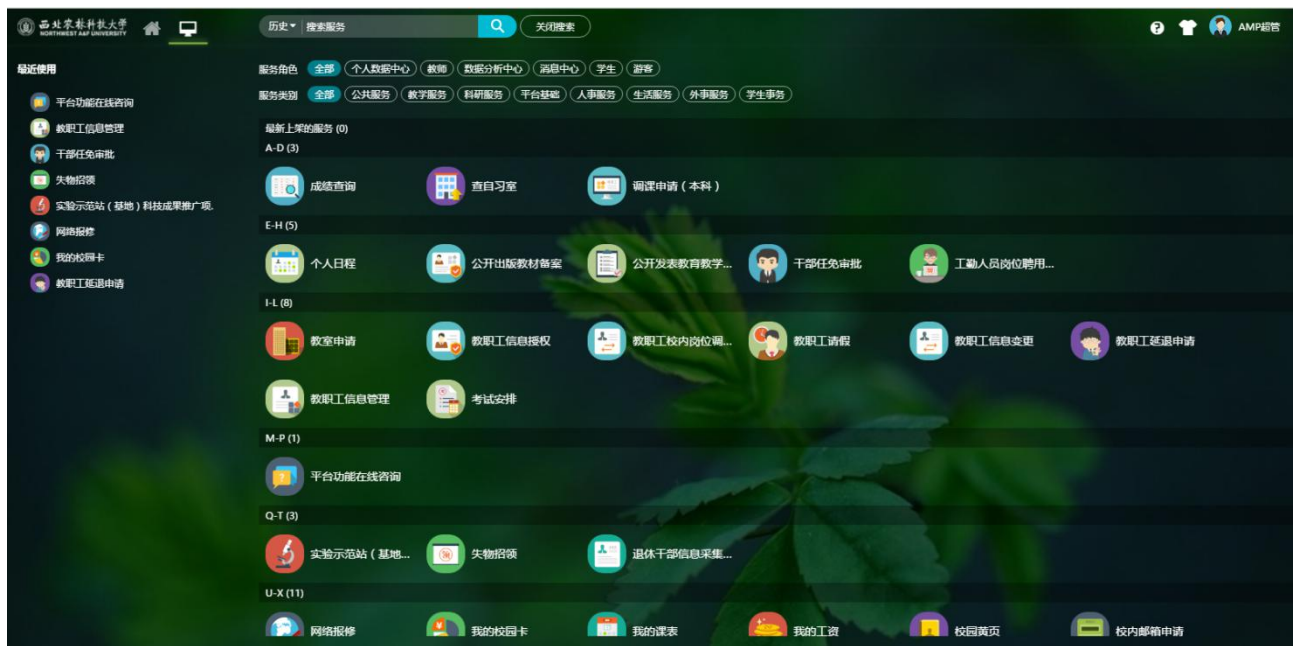 西北农林科技大学
NORTHWEST A&F UNIVERSITY
历史 搜索服务 关闭搜索
AMP超管
最近使用
平台功能在线咨询
教职工信息管理
干部任免审批
失物招领
实验示范站(基地)科技成果推广项.
网络报修
我的校园卡
教职工延退申请
服务角色 全部 个人数据中心 教师 数据分析中心 消息中心 学生 游客
服务类别 全部 公共服务 教学服务 科研服务 平台基础 人事服务 生活服务 外事服务 学生事务
最新上架的服务 (0)
A-D (3)
成绩查询 查自习室 调课申请(本科)
E-H (5)
个人日程 公开出版教材备案 公开发表教育教学... 干部任免审批 工勤人员岗位聘用...
I-L (8)
教室申请 教职工信息授权 教职工校内岗位调... 教职工请假 教职工信息变更 教职工延退申请
教职工信息管理 考试安排
M-P (1)
平台功能在线咨询
Q-T (3)
实验示范站(基地... 失物招领 退休干部信息采集...
U-X (11)
网络报修 我的校园卡 我的课表 我的工资 校园黄页 校内邮箱申请